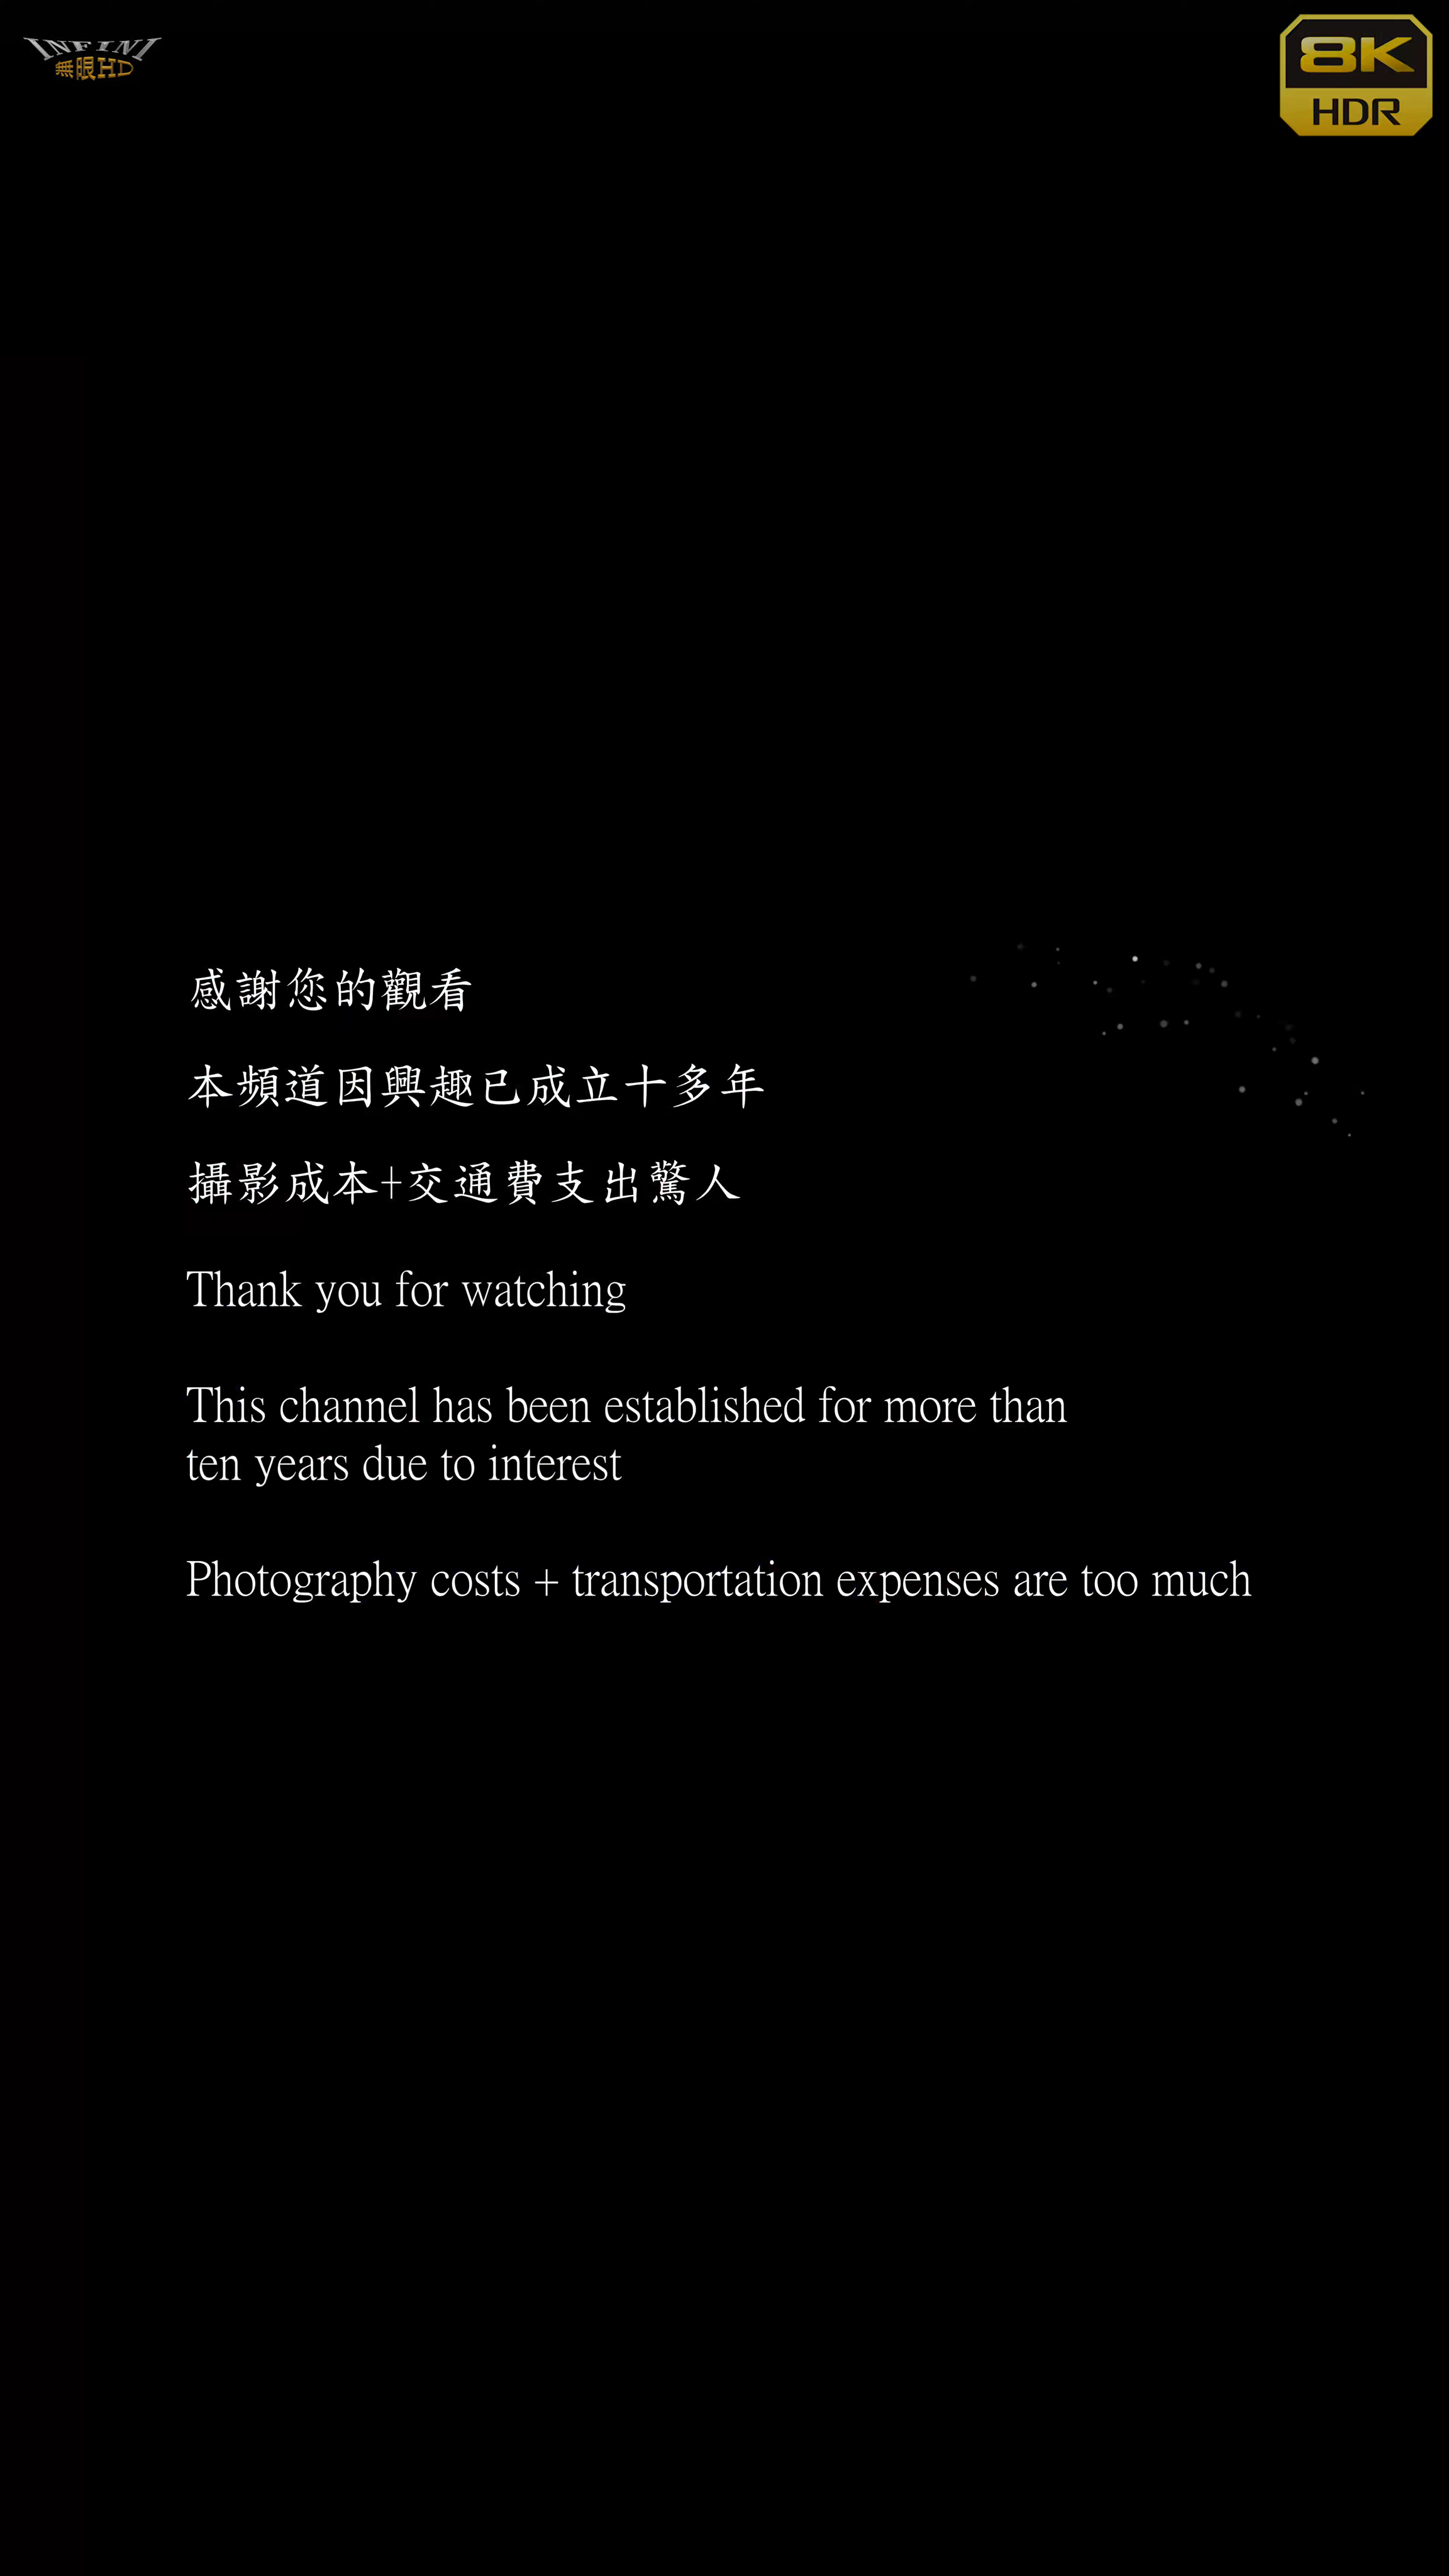 INFINI
無限HD
8K
HDR
感謝您的觀看
本頻道因興趣已成立十多年
攝影成本+交通費支出驚人
Thank you for watching
This channel has been established for more than
ten years due to interest
Photography costs + transportation expenses are too much